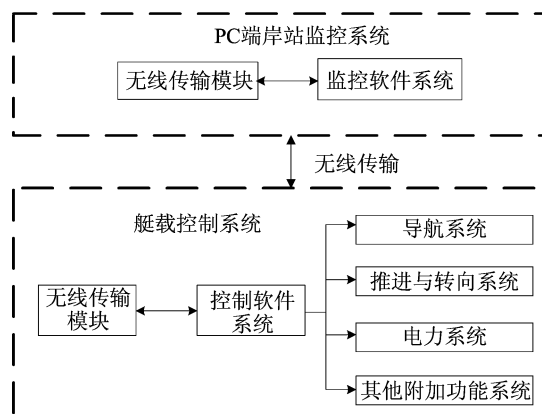 PC端岸站监控系统
无线传输模块
监控软件系统
无线传输
艇载控制系统
导航系统
无线传输
模块
控制软件
系统
推进与转向系统
电力系统
其他附加功能系统